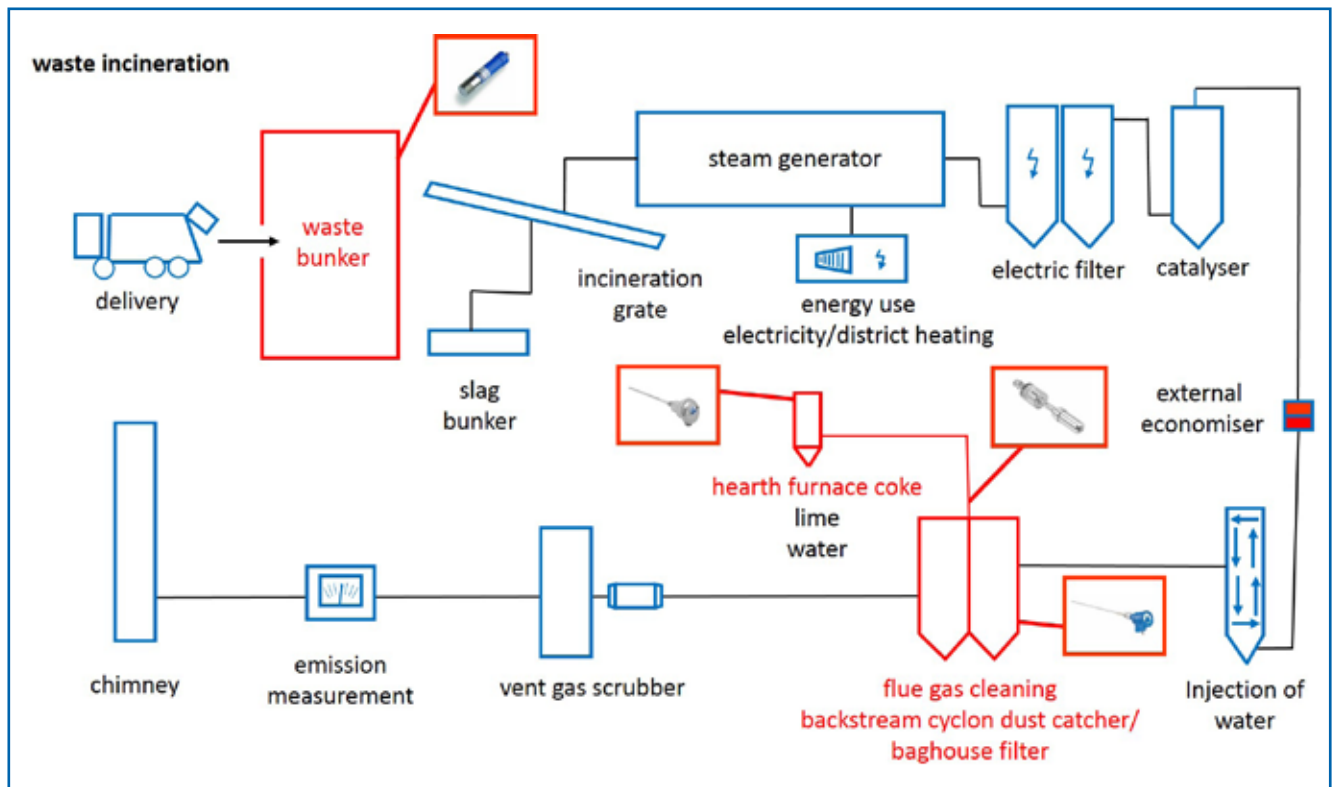 waste incineration
waste
bunker
delivery
slag
bunker
incineration
grate
steam generator
energy use
electricity/district heating
electric filter
catalyser
external
economiser
hearth furnace coke
lime
water
chimney
emission
measurement
vent gas scrubber
flue gas cleaning
backstream cyclon dust catcher/
baghouse filter
Injection of
water